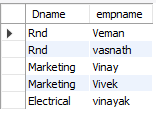 Dname empname
Rnd Veman
Rnd vasnath
Marketing Vinay
Marketing Vivek
Electrical vinayak